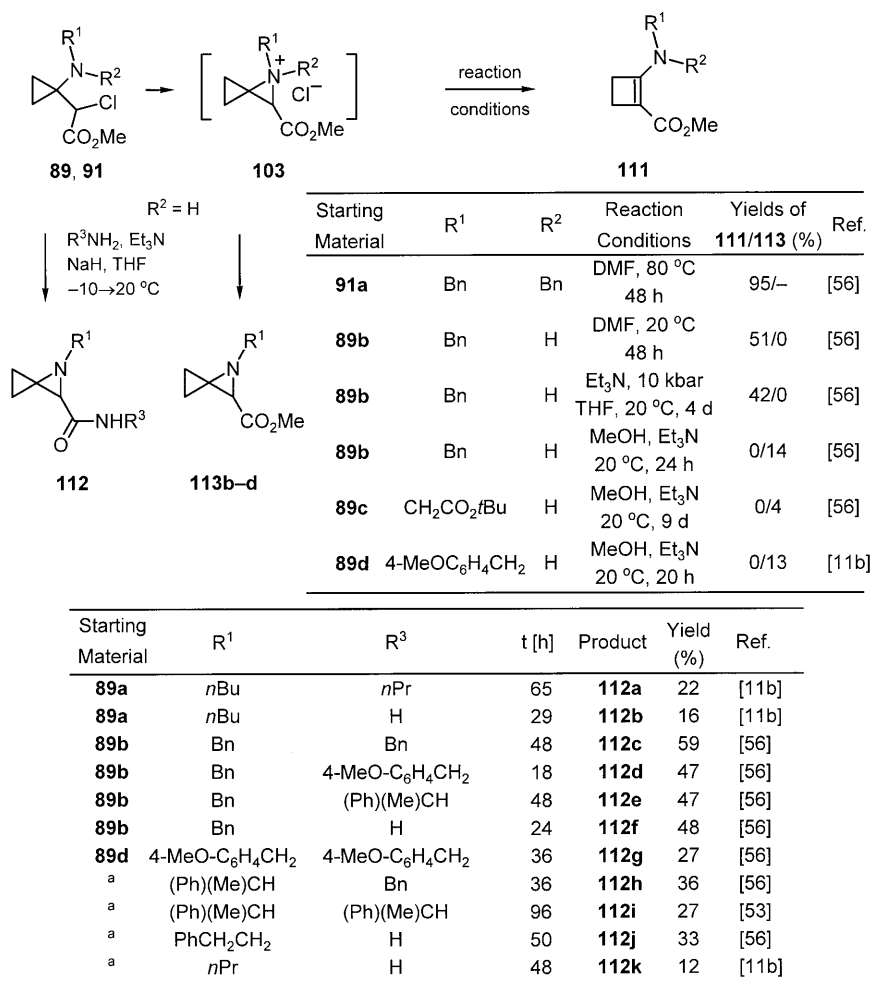 R¹ R¹ R¹
N R² N⁺ R² N R²
Cl Cl⁻ reaction
conditions
CO₂Me CO₂Me CO₂Me
89, 91 103 111
R² = H
R³NH₂, Et₃N
NaH, THF
–10→20 °C
R¹ R¹
N N
NHR³ CO₂Me
O
112 113b–d
Starting Material R¹ R² Reaction Conditions Yields of 111/113 (%) Ref.
91a Bn Bn DMF, 80 °C 48 h 95/– [56]
89b Bn H DMF, 20 °C 48 h 51/0 [56]
89b Bn H Et₃N, 10 kbar THF, 20 °C, 4 d 42/0 [56]
89b Bn H MeOH, Et₃N 20 °C, 24 h 0/14 [56]
89c CH₂CO₂tBu H MeOH, Et₃N 20 °C, 9 d 0/4 [56]
89d 4-MeOC₆H₄CH₂ H MeOH, Et₃N 20 °C, 20 h 0/13 [11b]
Starting Material R¹ R³ t [h] Product Yield (%) Ref.
89a nBu nPr 65 112a 22 [11b]
89a nBu H 29 112b 16 [11b]
89b Bn Bn 48 112c 59 [56]
89b Bn 4-MeO-C₆H₄CH₂ 18 112d 47 [56]
89b Bn (Ph)(Me)CH 48 112e 47 [56]
89b Bn H 24 112f 48 [56]
89d 4-MeO-C₆H₄CH₂ 4-MeO-C₆H₄CH₂ 36 112g 27 [56]
a (Ph)(Me)CH Bn 36 112h 36 [56]
a (Ph)(Me)CH (Ph)(Me)CH 96 112i 27 [53]
a PhCH₂CH₂ H 50 112j 33 [56]
a nPr H 48 112k 12 [11b]